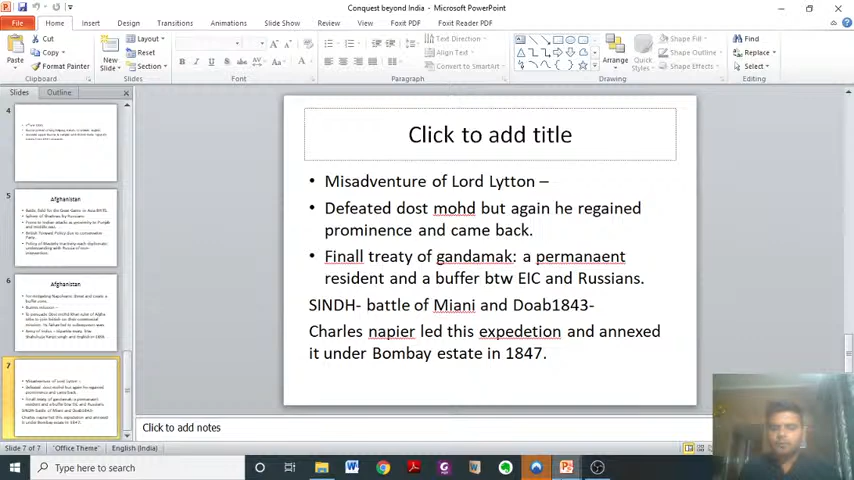 Conquest beyond India - Microsoft PowerPoint
File Home Insert Design Transitions Animations Slide Show Review View Foxit PDF Foxit Reader PDF
Cut
Copy
Format Painter
Paste
Clipboard
New
Slide
Layout
Reset
Section
Slides
Font
Text Direction
Align Text
Convert to SmartArt
Paragraph
Arrange
Quick
Styles
Shape Fill
Shape Outline
Shape Effects
Drawing
Find
Replace
Select
Editing
Slides Outline
4
5
Afghanistan
6
Afghanistan
7
Click to add title
• Misadventure of Lord Lytton –
• Defeated dost mohd but again he regained
prominence and came back.
• Finall treaty of gandamak: a permanaent
resident and a buffer btw EIC and Russians.
SINDH- battle of Miani and Doab1843-
Charles napier led this expedetion and annexed
it under Bombay estate in 1847.
Click to add notes
Slide 7 of 7 "Office Theme" English (India)
Type here to search